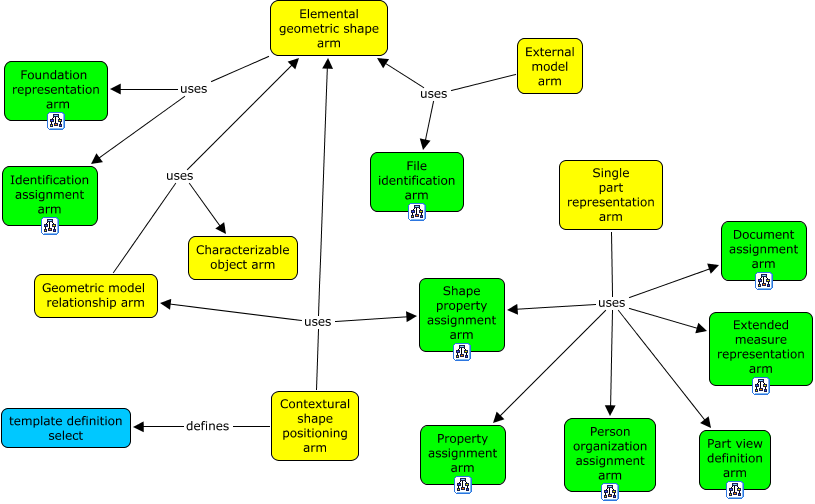 Elemental
geometric shape
arm
External
model
arm
Foundation
representation
arm
uses
uses
File
identification
arm
Identification
assignment
arm
uses
Single
part
representation
arm
Characterizable
object arm
Document
assignment
arm
Geometric model
relationship arm
uses
Shape
property
assignment
arm
uses
Extended
measure
representation
arm
template definition
select
defines
Contextural
shape
positioning
arm
Property
assignment
arm
Person
organization
assignment
arm
Part view
definition
arm